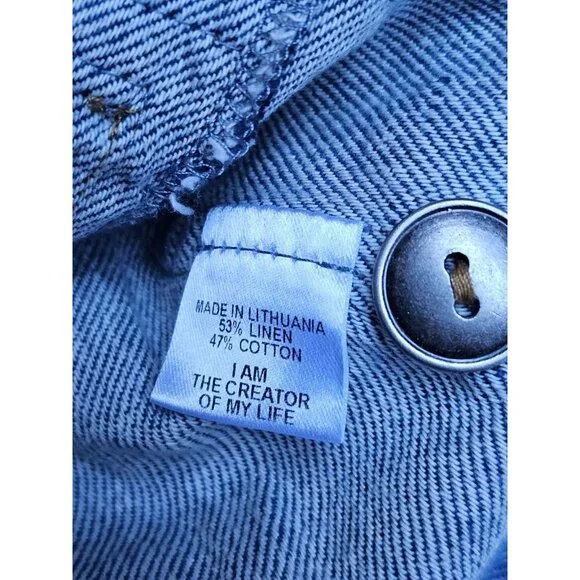 MADE IN LITHUANIA
53% LINEN
47% COTTON
I AM
THE CREATOR
OF MY LIFE